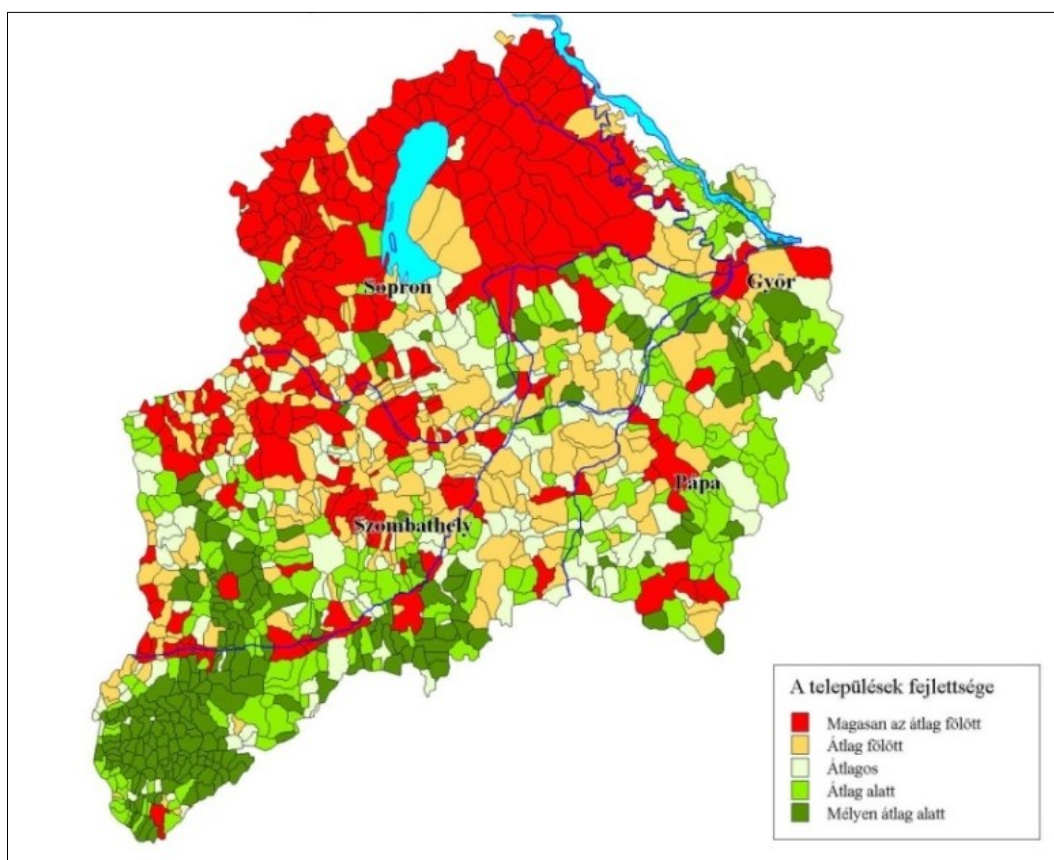 Sopron
Győr
Pápa
Szombathely
A települések fejlettsége
Magasan az átlag fölött
Átlag fölött
Átlagos
Átlag alatt
Mélyen átlag alatt